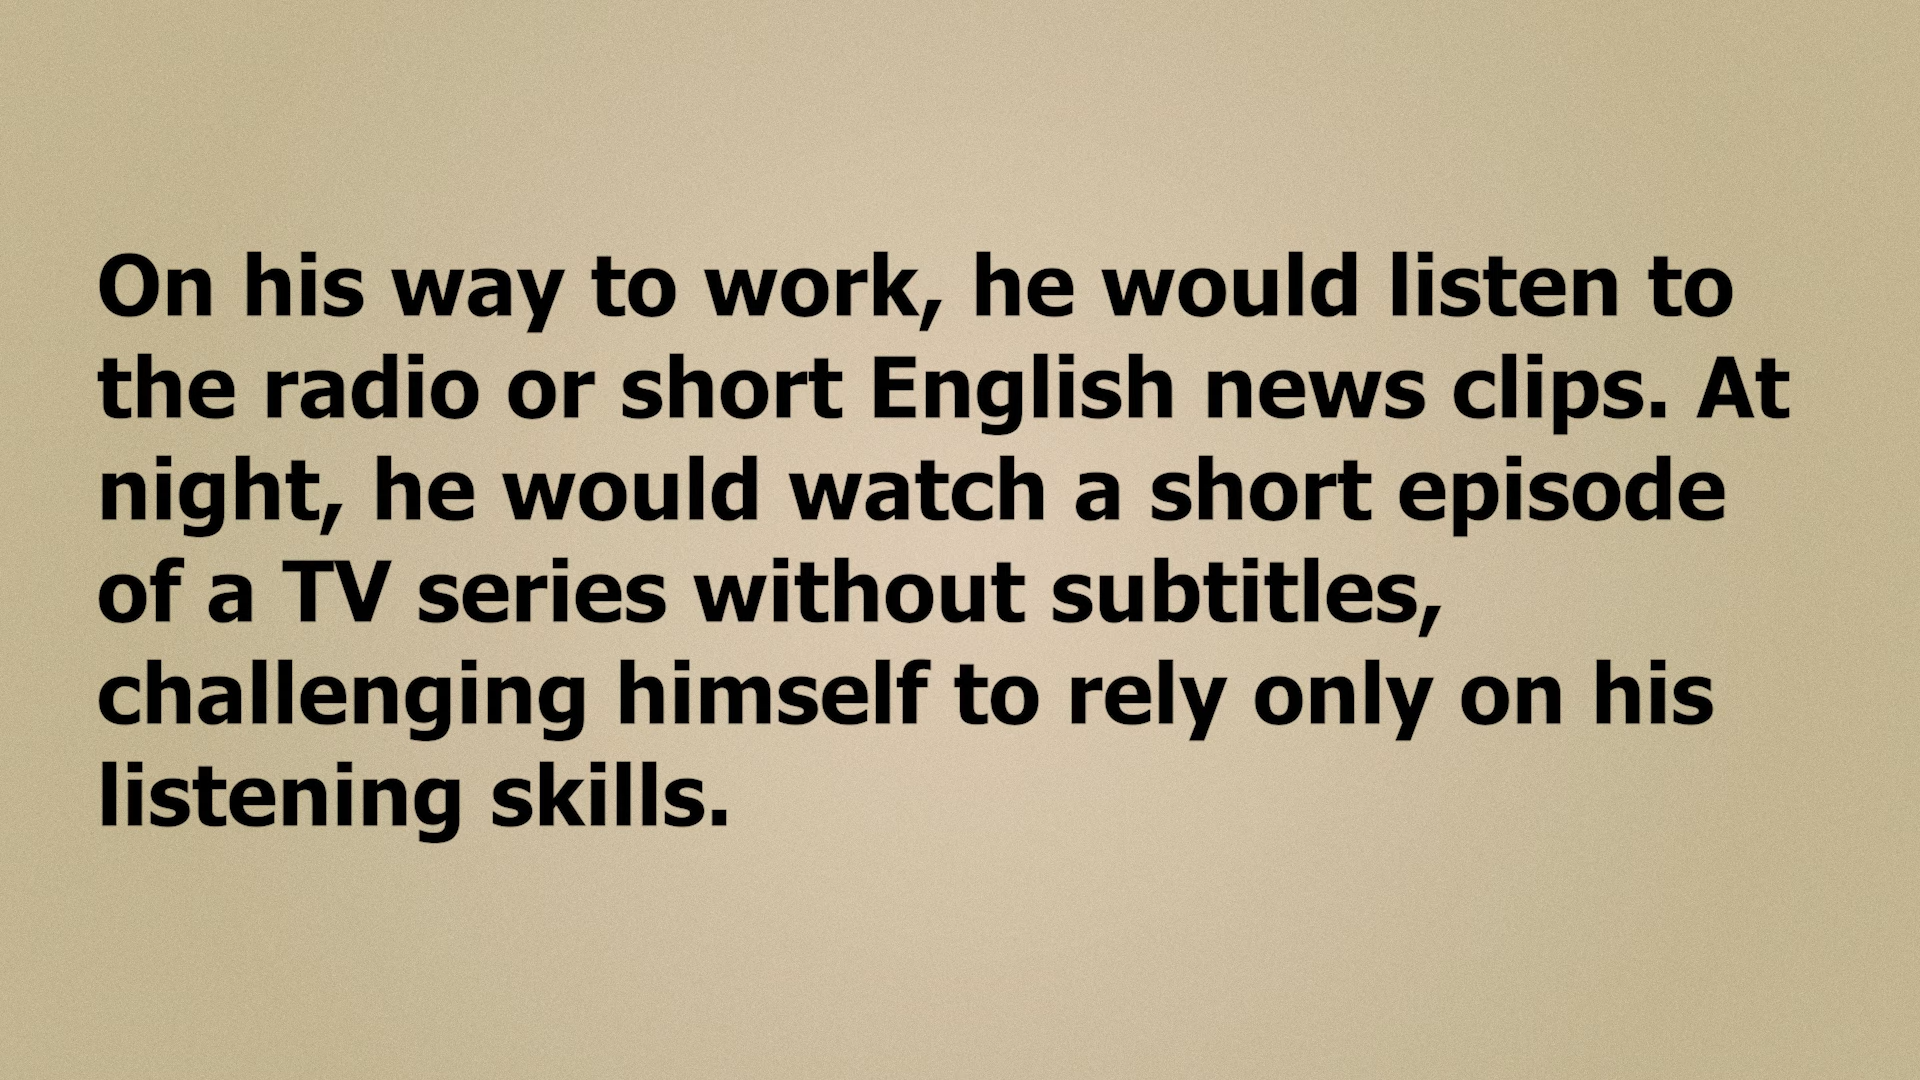 On his way to work, he would listen to
the radio or short English news clips. At
night, he would watch a short episode
of a TV series without subtitles,
challenging himself to rely only on his
listening skills.